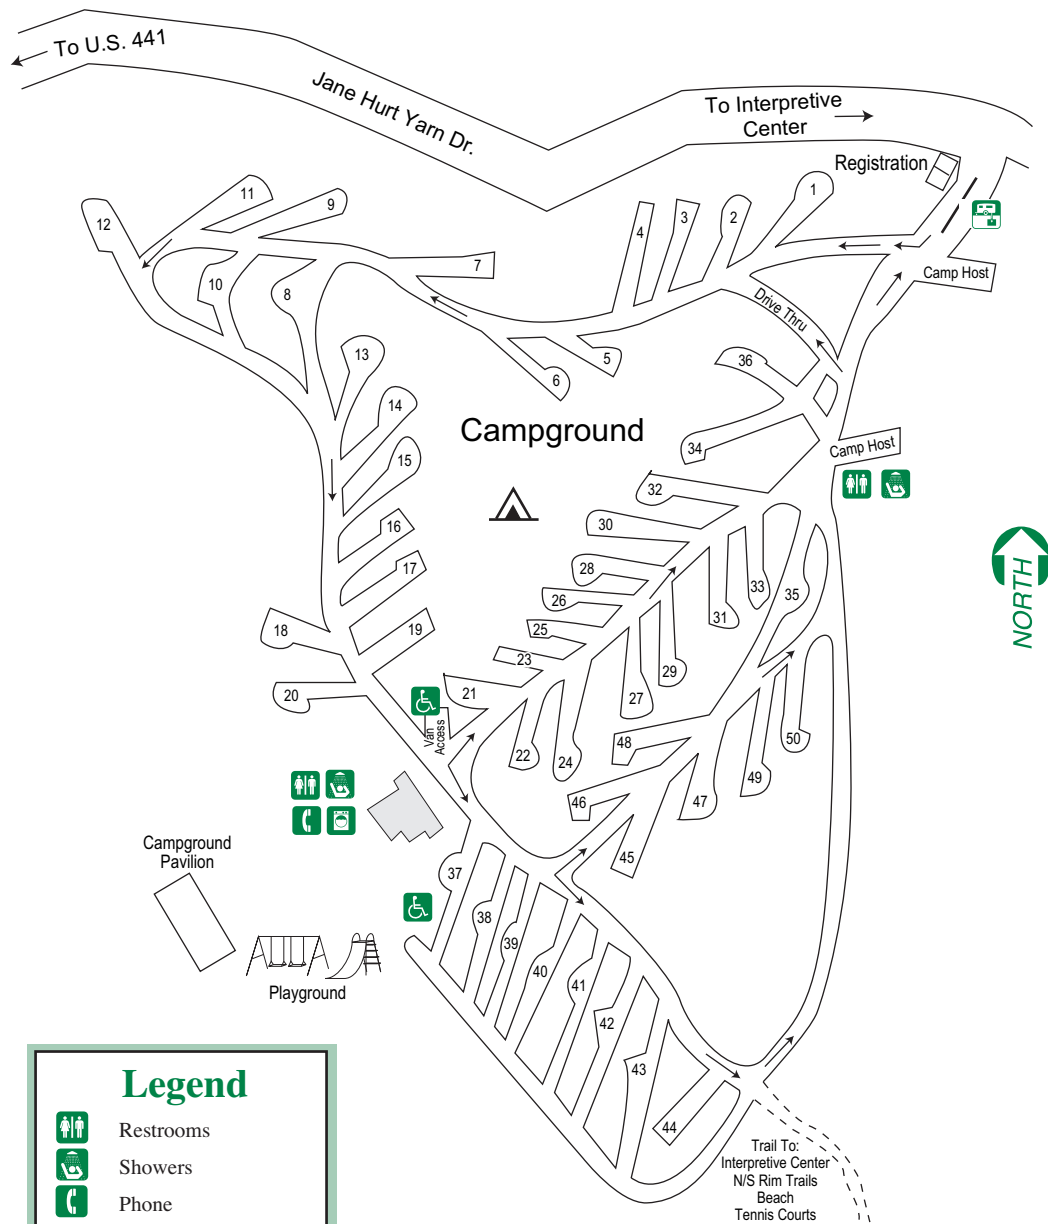 To U.S. 441
Jane Hurt Yarn Dr.
To Interpretive
Center
Registration
1
2
3
4
5
6
7
8
9
10
11
12
13
14
15
16
17
18
19
20
21
22
23
24
25
26
27
28
29
30
31
32
33
34
35
36
37
38
39
40
41
42
43
44
45
46
47
48
49
50
Camp Host
Drive Thru
Campground
Camp Host
NORTH
Van
Access
Campground
Pavilion
Playground
Trail To:
Interpretive Center
N/S Rim Trails
Beach
Tennis Courts
Legend
Restrooms
Showers
Phone